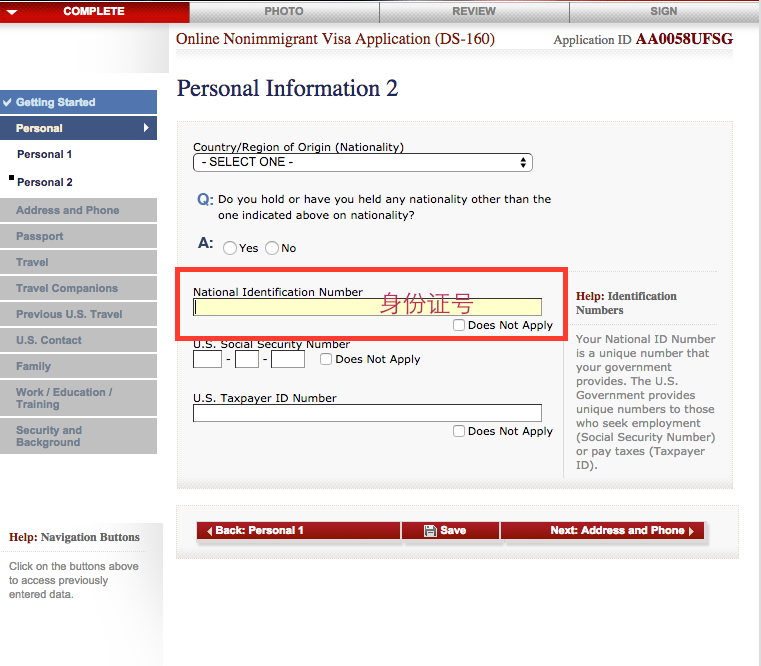 COMPLETE PHOTO REVIEW SIGN
Online Nonimmigrant Visa Application (DS-160)
Application ID AA0058UFSG
Personal Information 2
Getting Started
Personal
Personal 1
Personal 2
Address and Phone
Passport
Travel
Travel Companions
Previous U.S. Travel
U.S. Contact
Family
Work / Education /
Training
Security and
Background
Help: Navigation Buttons
Click on the buttons above
to access previously
entered data.
Country/Region of Origin (Nationality)
- SELECT ONE -
Q: Do you hold or have you held any nationality other than the
one indicated above on nationality?
A: Yes No
National Identification Number
身份证号
Does Not Apply
U.S. Social Security Number
- - Does Not Apply
U.S. Taxpayer ID Number
Does Not Apply
Help: Identification
Numbers
Your National ID Number
is a unique number that
your government
provides. The U.S.
Government provides
unique numbers to those
who seek employment
(Social Security Number)
or pay taxes (Taxpayer
ID).
Back: Personal 1
Save
Next: Address and Phone